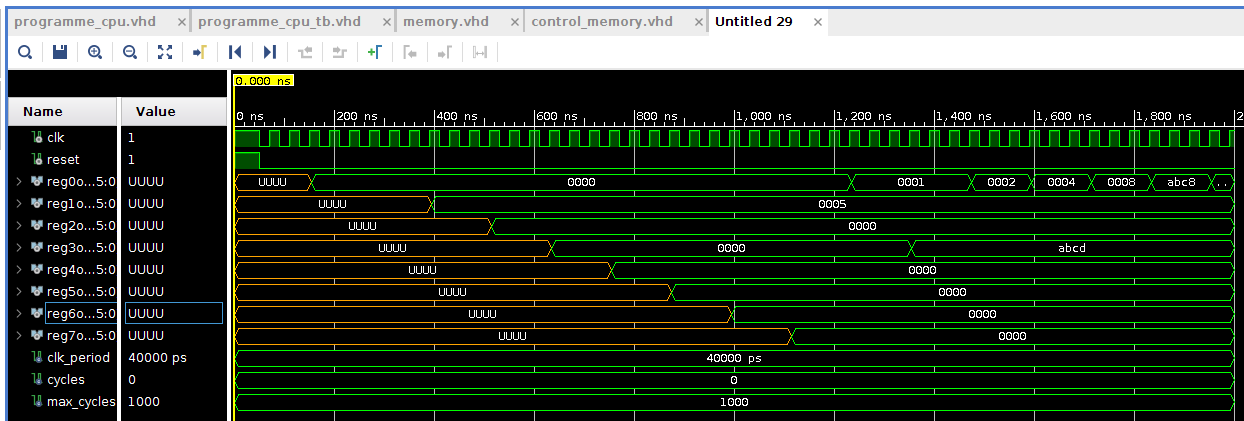 programme_cpu.vhd programme_cpu_tb.vhd memory.vhd control_memory.vhd Untitled 29
0.000 ns
Name Value
0 ns 200 ns 400 ns 600 ns 800 ns 1,000 ns 1,200 ns 1,400 ns 1,600 ns 1,800 ns 2
clk 1
reset 1
reg0o...5:0 UUUU UUUU 0000 0001 0002 0004 0008 abc8 ..
reg1o...5:0 UUUU UUUU 0005
reg2o...5:0 UUUU UUUU 0000
reg3o...5:0 UUUU UUUU 0000 abcd
reg4o...5:0 UUUU UUUU 0000
reg5o...5:0 UUUU UUUU 0000
reg6o...5:0 UUUU UUUU 0000
reg7o...5:0 UUUU UUUU 0000
clk_period 40000 ps 40000 ps
cycles 0 0
max_cycles 1000 1000